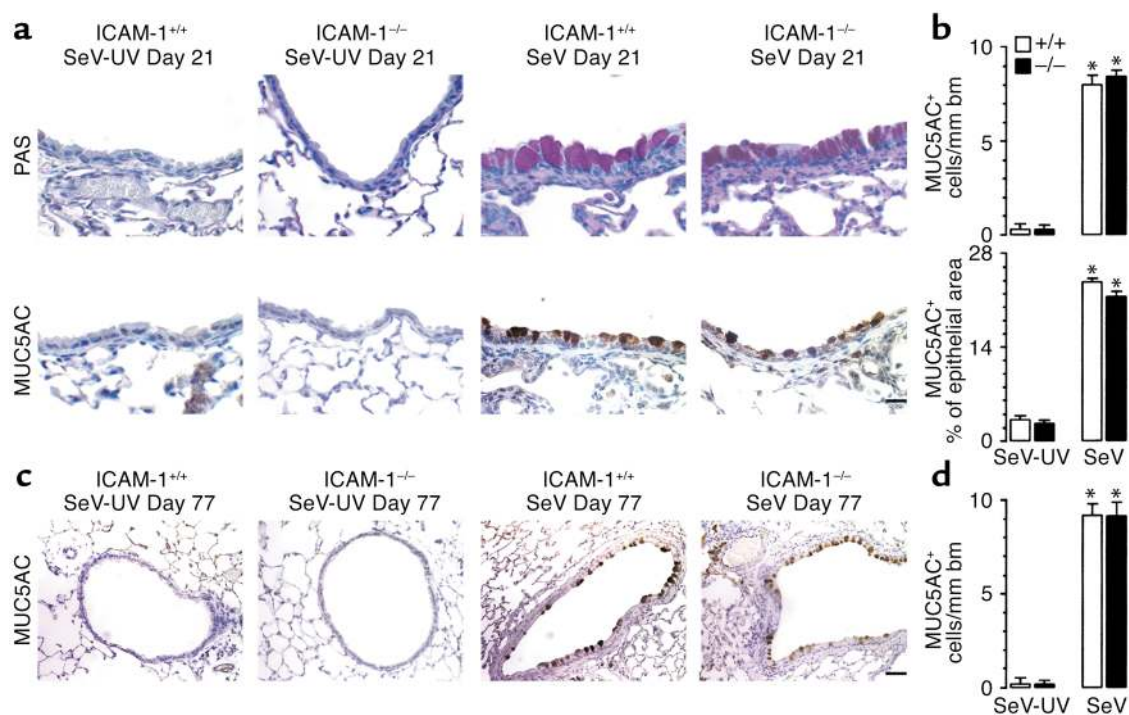 a
ICAM-1+/+
SeV-UV Day 21
ICAM-1–/–
SeV-UV Day 21
ICAM-1+/+
SeV Day 21
ICAM-1–/–
SeV Day 21
PAS
MUC5AC
b
+/+
–/–
MUC5AC+
cells/mm bm
10
5
0
* *
MUC5AC+
% of epithelial area
28
14
0
* *
SeV-UV SeV
c
ICAM-1+/+
SeV-UV Day 77
ICAM-1–/–
SeV-UV Day 77
ICAM-1+/+
SeV Day 77
ICAM-1–/–
SeV Day 77
MUC5AC
d
MUC5AC+
cells/mm bm
10
5
0
* *
SeV-UV SeV